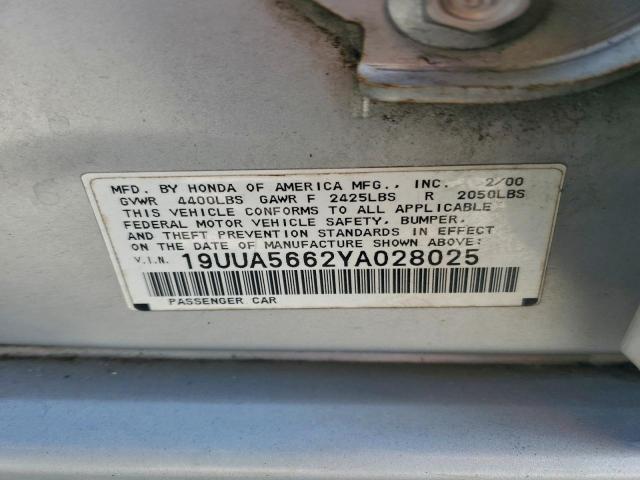 MFD. BY HONDA OF AMERICA MFG., INC. 2/00
GVWR 4400LBS GAWR F 2425LBS R 2050LBS
THIS VEHICLE CONFORMS TO ALL APPLICABLE
FEDERAL MOTOR VEHICLE SAFETY, BUMPER,
AND THEFT PREVENTION STANDARDS IN EFFECT
ON THE DATE OF MANUFACTURE SHOWN ABOVE:
V.I.N. 19UUA5662YA028025
PASSENGER CAR